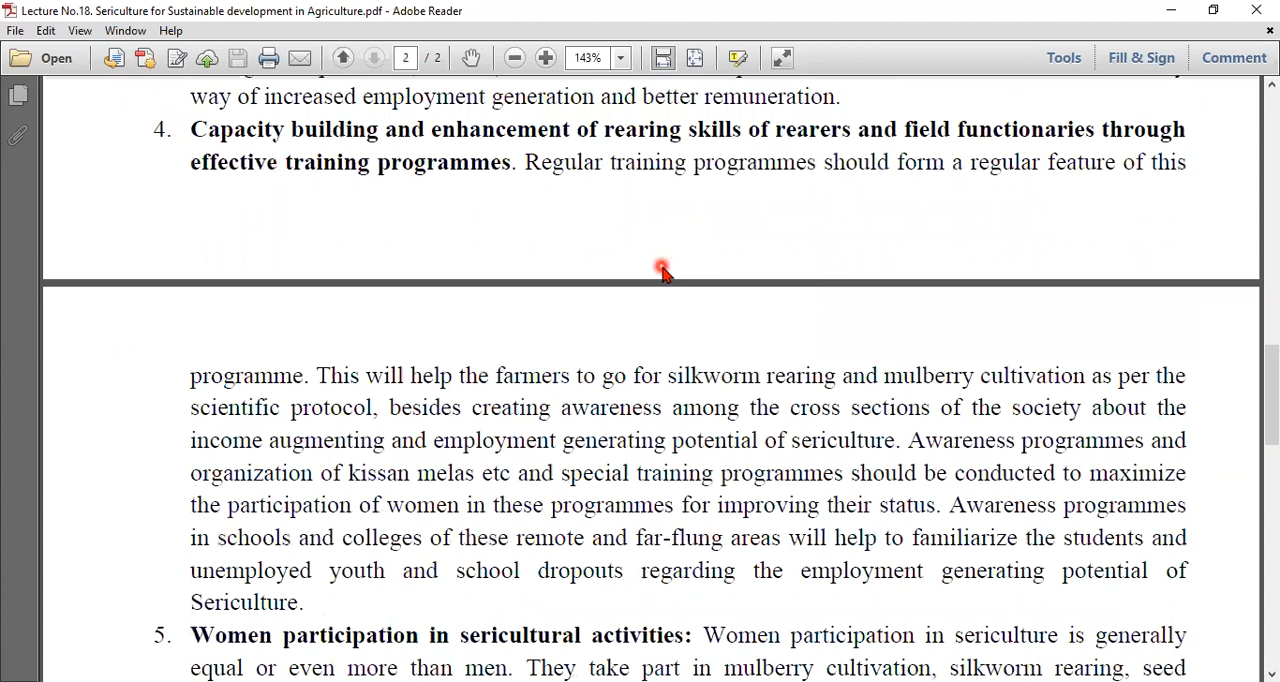 Lecture No.18. Sericulture for Sustainable development in Agriculture.pdf - Adobe Reader
File Edit View Window Help
Open 2 / 2 143% Tools Fill & Sign Comment
way of increased employment generation and better remuneration.
4. Capacity building and enhancement of rearing skills of rearers and field functionaries through
effective training programmes. Regular training programmes should form a regular feature of this
programme. This will help the farmers to go for silkworm rearing and mulberry cultivation as per the
scientific protocol, besides creating awareness among the cross sections of the society about the
income augmenting and employment generating potential of sericulture. Awareness programmes and
organization of kissan melas etc and special training programmes should be conducted to maximize
the participation of women in these programmes for improving their status. Awareness programmes
in schools and colleges of these remote and far-flung areas will help to familiarize the students and
unemployed youth and school dropouts regarding the employment generating potential of
Sericulture.
5. Women participation in sericultural activities: Women participation in sericulture is generally
equal or even more than men. They take part in mulberry cultivation, silkworm rearing, seed